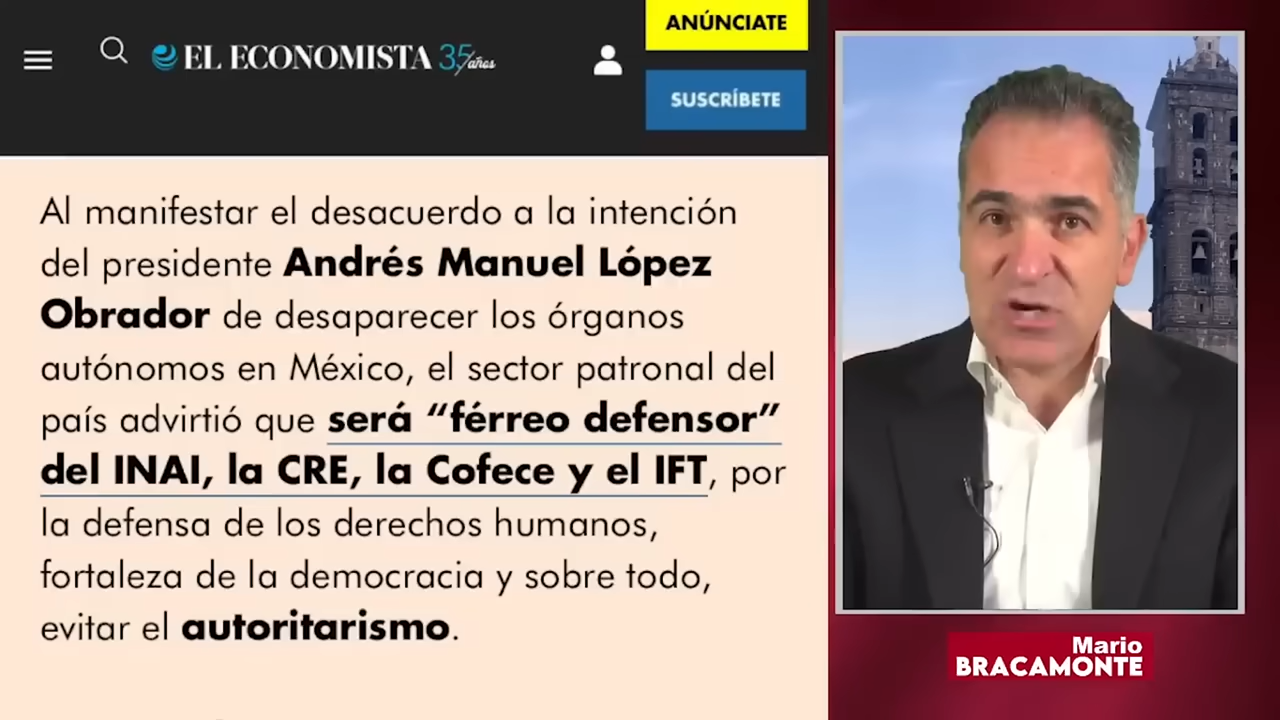 ANÚNCIATE
EL ECONOMISTA 35 años
SUSCRÍBETE
Al manifestar el desacuerdo a la intención
del presidente Andrés Manuel López
Obrador de desaparecer los órganos
autónomos en México, el sector patronal del
país advirtió que será “férreo defensor”
del INAI, la CRE, la Cofece y el IFT, por
la defensa de los derechos humanos,
fortaleza de la democracia y sobre todo,
evitar el autoritarismo.
Mario
BRACAMONTE